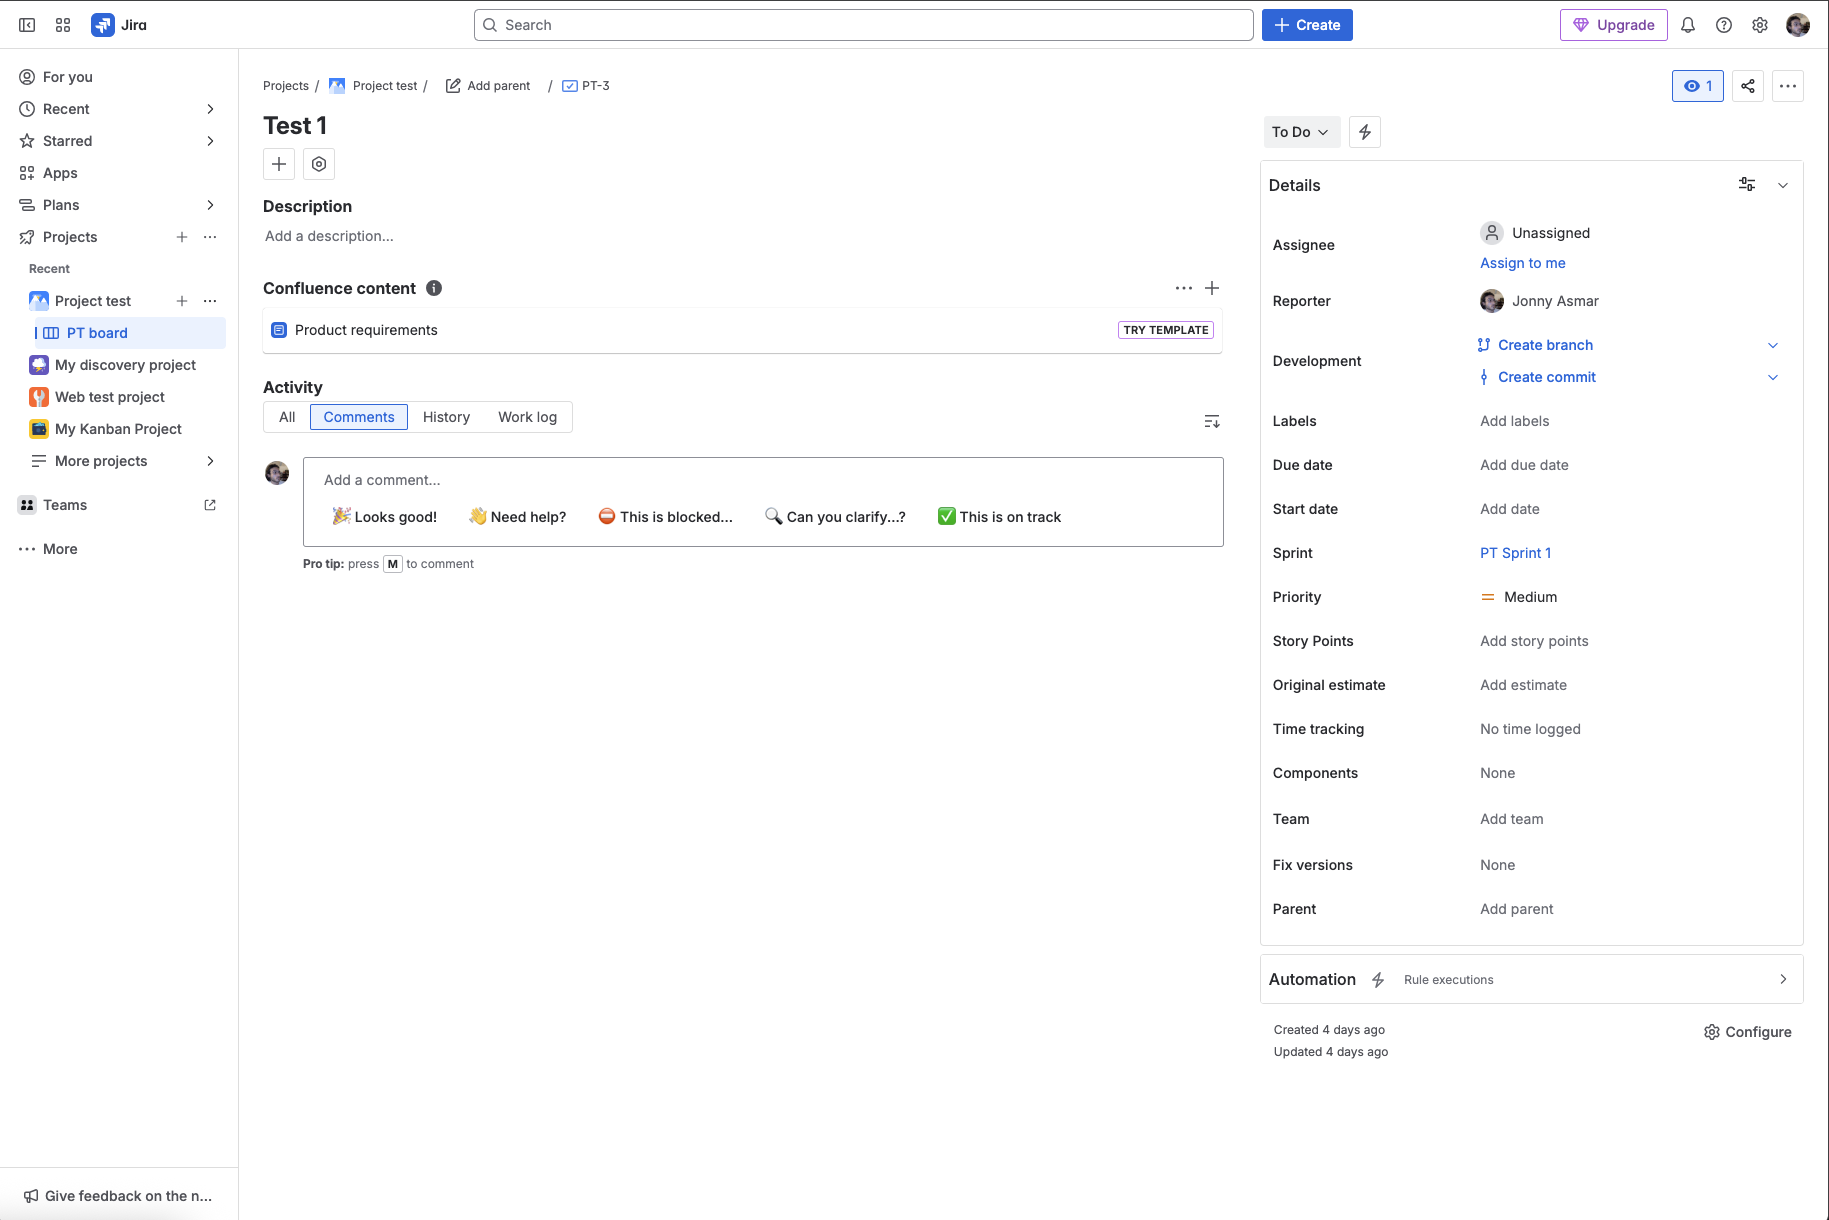 Jira
Search
Create
Upgrade
For you
Recent
Starred
Apps
Plans
Projects
Recent
Project test
PT board
My discovery project
Web test project
My Kanban Project
More projects
Teams
More
Give feedback on the n...
Projects / Project test / Add parent / PT-3
1
Test 1
Description
Add a description...
Confluence content
Product requirements
TRY TEMPLATE
Activity
All Comments History Work log
Add a comment...
Looks good! Need help? This is blocked... Can you clarify...? This is on track
Pro tip: press M to comment
To Do
Details
Assignee Unassigned
Assign to me
Reporter Jonny Asmar
Development Create branch
Create commit
Labels Add labels
Due date Add due date
Start date Add date
Sprint PT Sprint 1
Priority Medium
Story Points Add story points
Original estimate Add estimate
Time tracking No time logged
Components None
Team Add team
Fix versions None
Parent Add parent
Automation Rule executions
Created 4 days ago
Updated 4 days ago
Configure